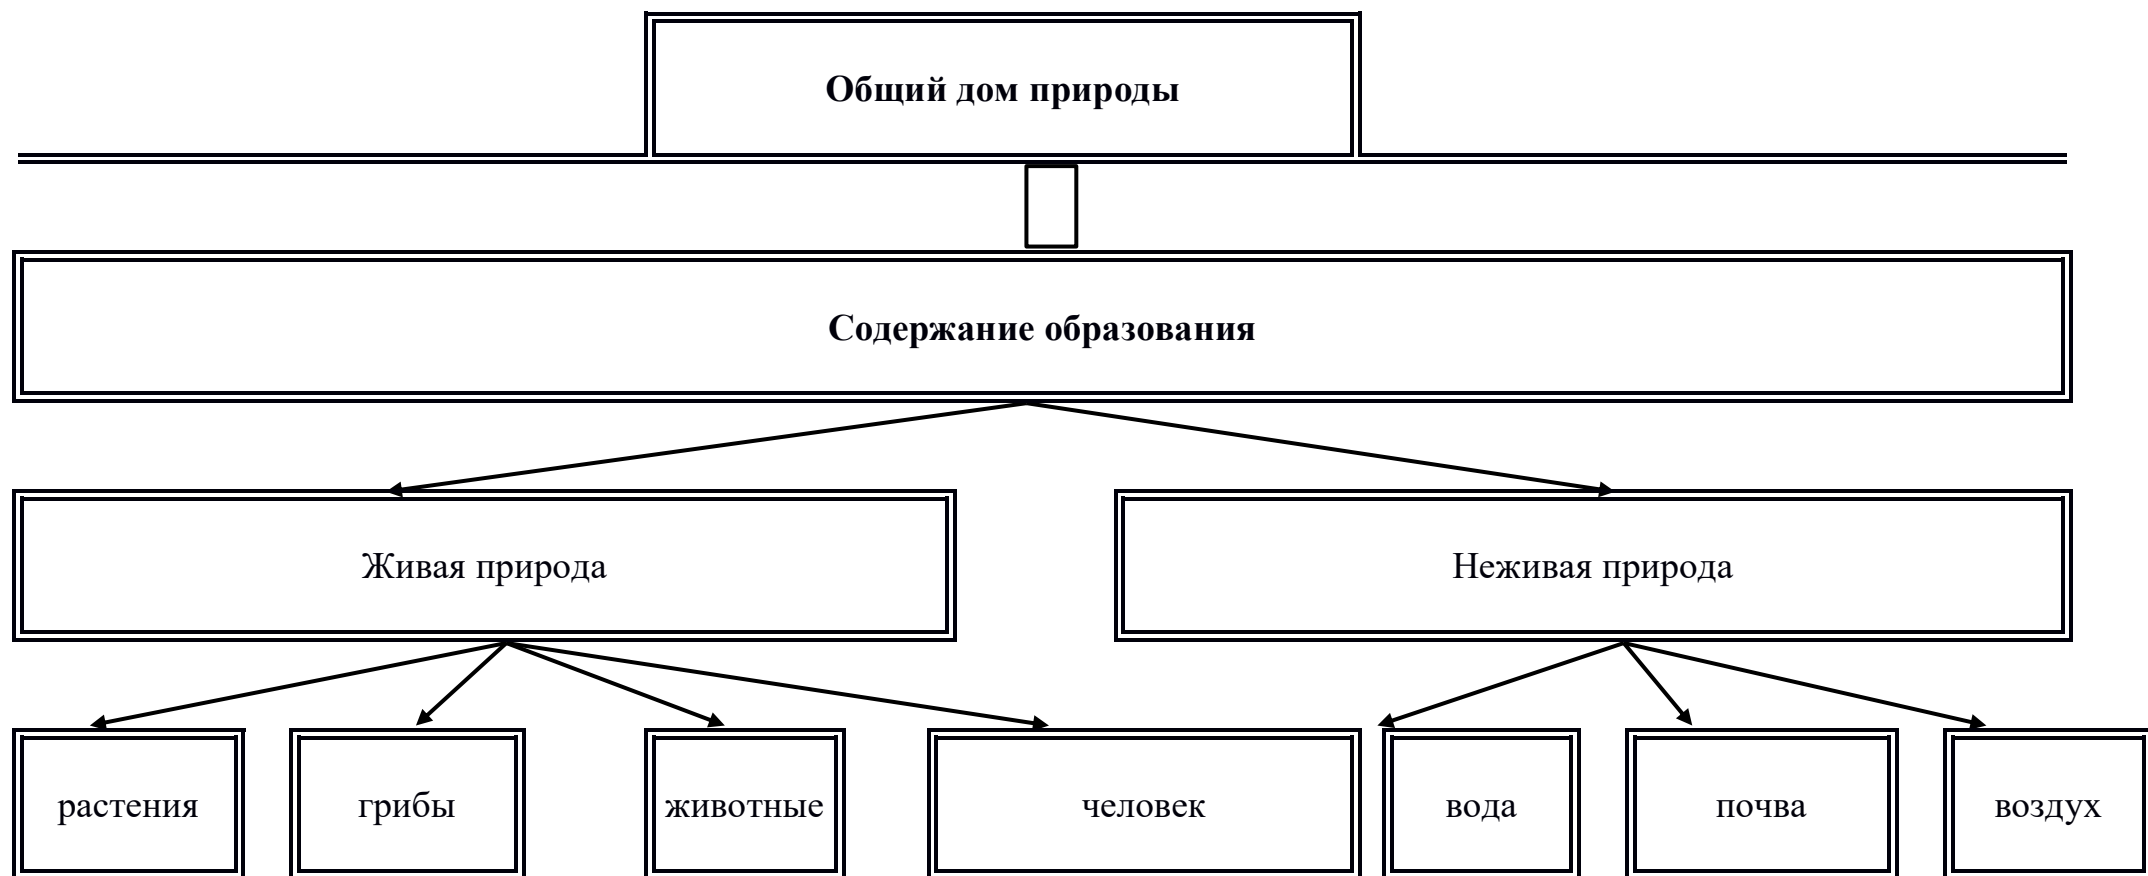 Общий дом природы
Содержание образования
Живая природа
Неживая природа
растения
грибы
животные
человек
вода
почва
воздух